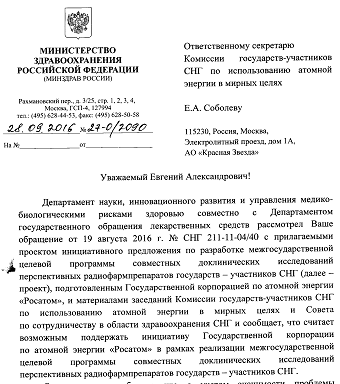 МИНИСТЕРСТВО
ЗДРАВООХРАНЕНИЯ
РОССИЙСКОЙ ФЕДЕРАЦИИ
(МИНЗДРАВ РОССИИ)
Рахмановский пер., д. 3/25, стр. 1, 2, 3, 4,
Москва, ГСП-4, 127994
тел.: (495) 628-44-53, факс: (495) 628-50-58
28.09.2016 № 27-0/2090
На № от
Ответственному секретарю
Комиссии государств-участников
СНГ по использованию атомной
энергии в мирных целях
Е.А. Соболеву
115230, Россия, Москва,
Электролитный проезд, дом 1А,
АО «Красная Звезда»
Уважаемый Евгений Александрович!
Департамент науки, инновационного развития и управления медико-
биологическими рисками здоровью совместно с Департаментом
государственного обращения лекарственных средств рассмотрел Ваше
обращение от 19 августа 2016 г. № СНГ 211-11-04/40 с прилагаемыми
проектом инициативного предложения по разработке межгосударственной
целевой программы совместных доклинических исследований
перспективных радиофармпрепаратов государств – участников СНГ (далее –
проект), подготовленным Государственной корпорацией по атомной энергии
«Росатом», и материалами заседаний Комиссии государств-участников СНГ
по использованию атомной энергии в мирных целях и Совета
по сотрудничеству в области здравоохранения СНГ и сообщает, что считает
возможным поддержать инициативу Государственной корпорации
по атомной энергии «Росатом» в рамках реализации межгосударственной
целевой программы совместных доклинических исследований
перспективных радиофармпрепаратов государств – участников СНГ.